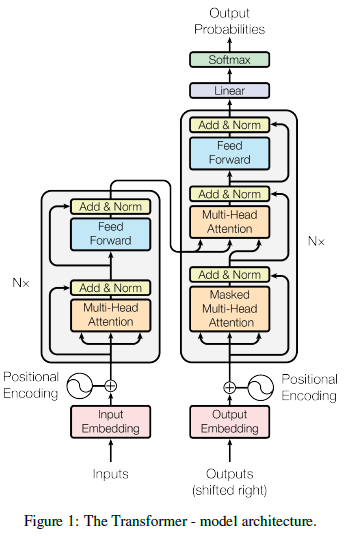 Output
Probabilities
Softmax
Linear
Add & Norm
Feed
Forward
Add & Norm
Multi-Head
Attention
Add & Norm
Masked
Multi-Head
Attention
Nx
Add & Norm
Feed
Forward
Add & Norm
Multi-Head
Attention
Nx
Positional
Encoding
Positional
Encoding
Input
Embedding
Output
Embedding
Inputs
Outputs
(shifted right)
Figure 1: The Transformer - model architecture.